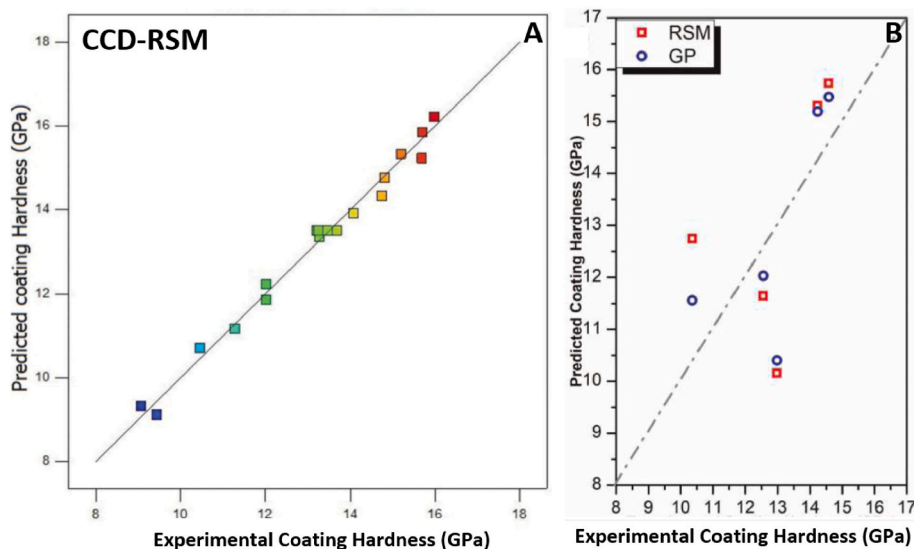 CCD-RSM
A
Predicted coating Hardness (GPa)
18
16
14
12
10
8
8 10 12 14 16 18
Experimental Coating Hardness (GPa)
B
RSM
GP
Predicted Coating Hardness (GPa)
17
16
15
14
13
12
11
10
9
8
8 9 10 11 12 13 14 15 16 17
Experimental Coating Hardness (GPa)